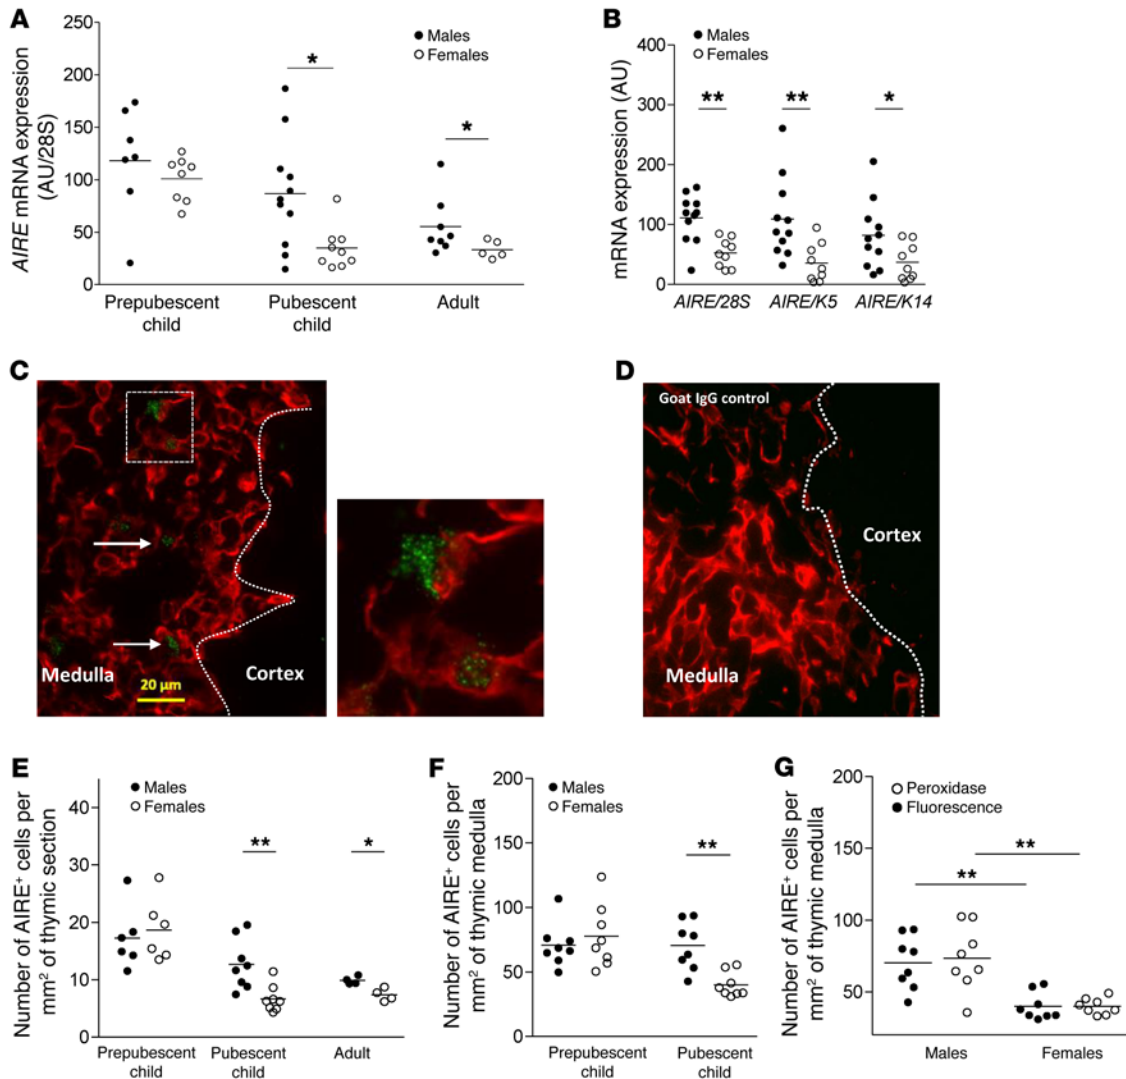 A
AIRE mRNA expression
(AU/28S)
250
200
150
100
50
0
Males
Females
*
*
Prepubescent
child
Pubescent
child
Adult
B
mRNA expression (AU)
400
300
200
100
0
Males
Females
**
**
*
AIRE/28S
AIRE/K5
AIRE/K14
C
Medulla
20 µm
Cortex
D
Goat IgG control
Cortex
Medulla
E
Number of AIRE+ cells per
mm2 of thymic section
40
30
20
10
0
Males
Females
**
*
Prepubescent
child
Pubescent
child
Adult
F
Number of AIRE+ cells per
mm2 of thymic medulla
200
150
100
50
0
Males
Females
**
Prepubescent
child
Pubescent
child
G
Number of AIRE+ cells per
mm2 of thymic medulla
200
150
100
50
Peroxidase
Fluorescence
**
**
Males
Females